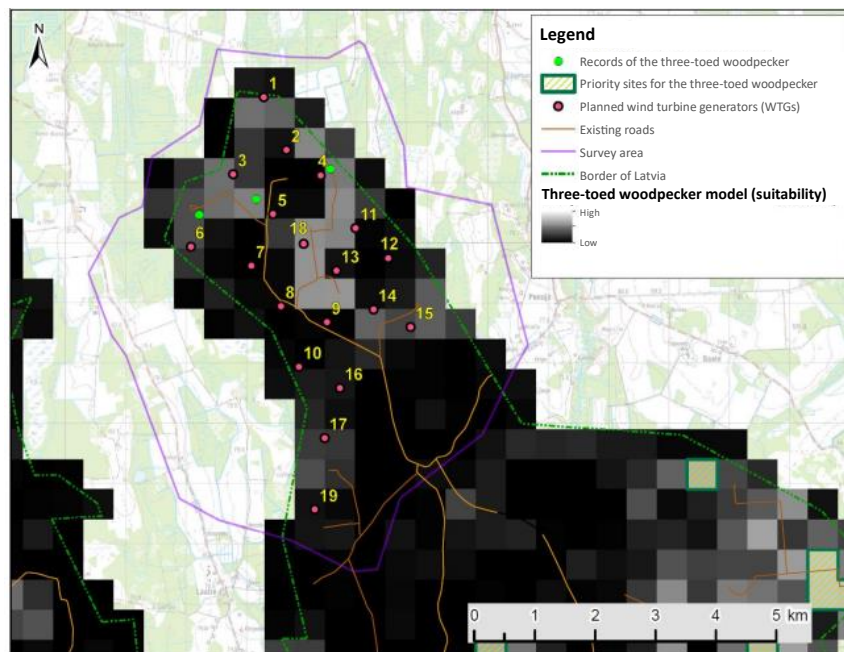 N
Legend
Records of the three-toed woodpecker
Priority sites for the three-toed woodpecker
Planned wind turbine generators (WTGs)
Existing roads
Survey area
Border of Latvia
Three-toed woodpecker model (suitability)
High
Low
1
2
3
4
5
6
11
18
7
13
12
8
9
14
15
10
16
17
19
0 1 2 3 4 5
km